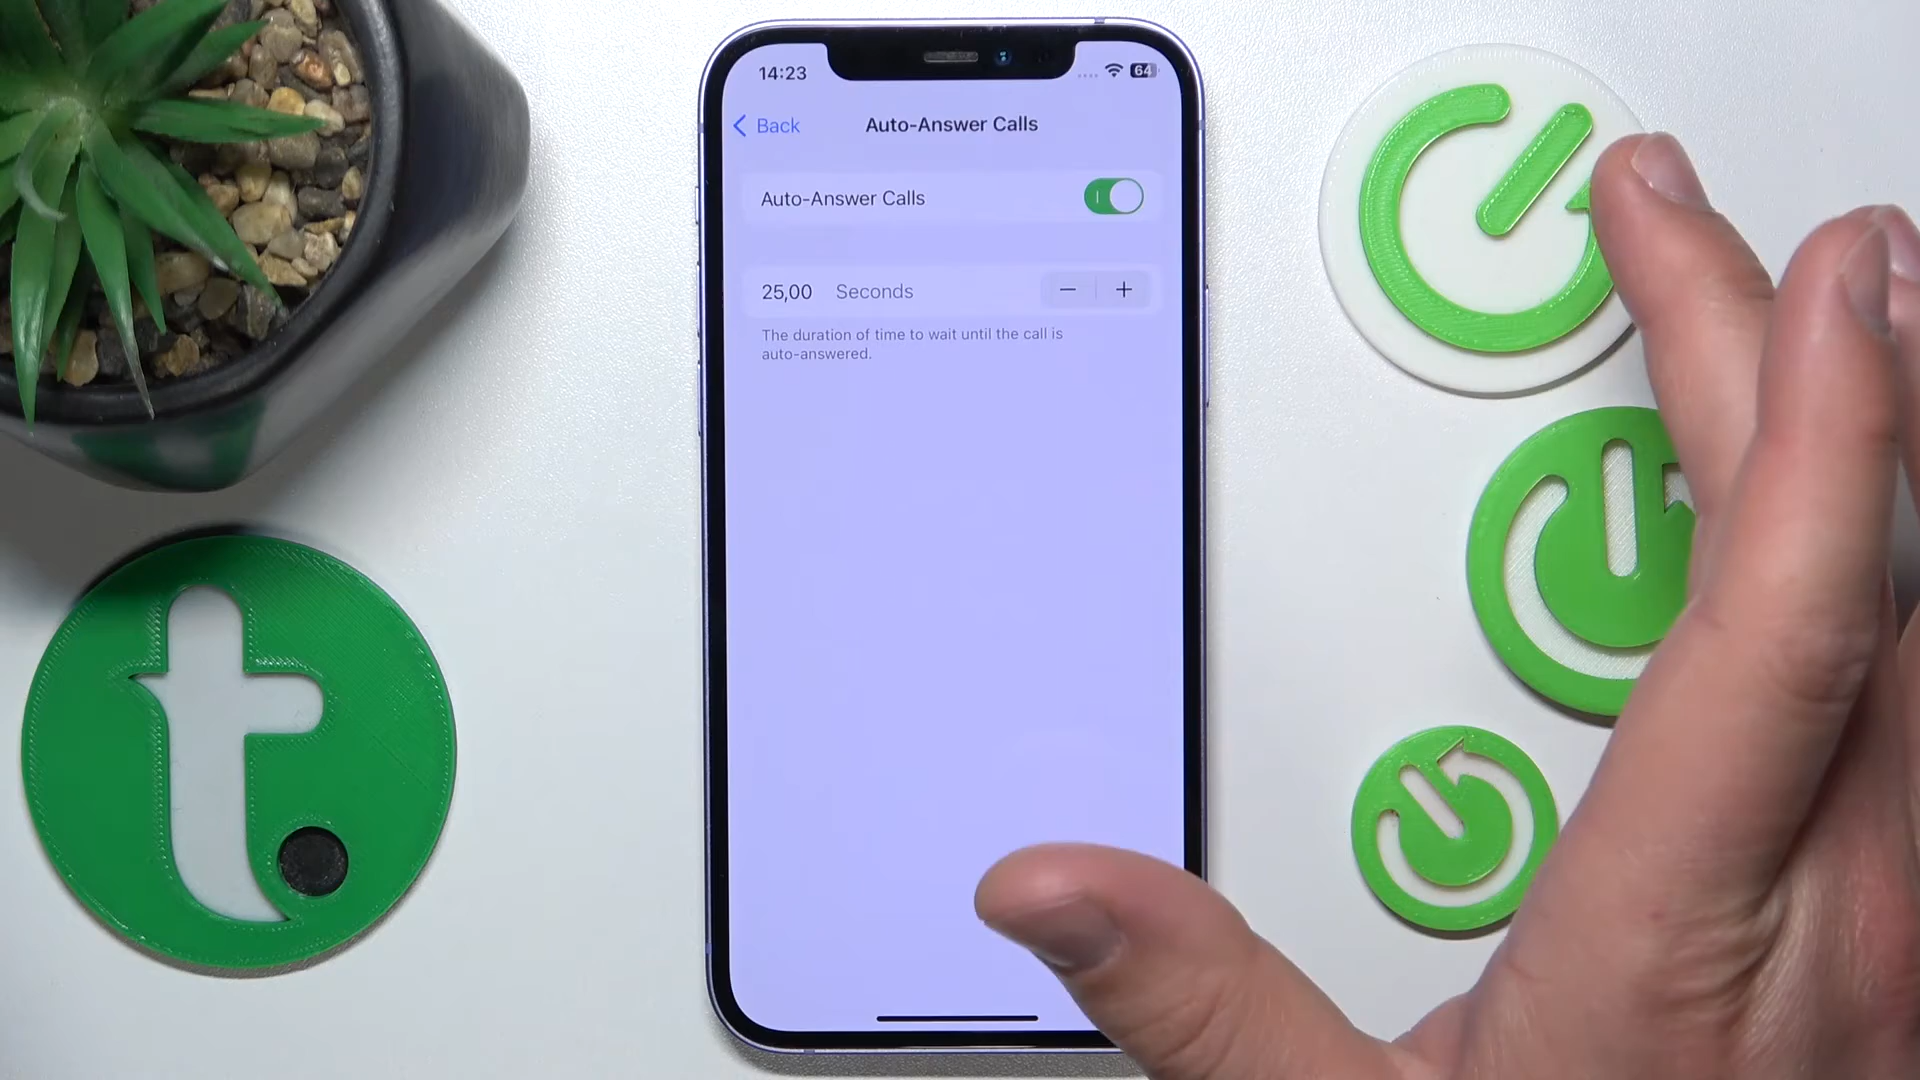 14:23
64
Back
Auto-Answer Calls
Auto-Answer Calls
25,00 Seconds
The duration of time to wait until the call is
auto-answered.
t.